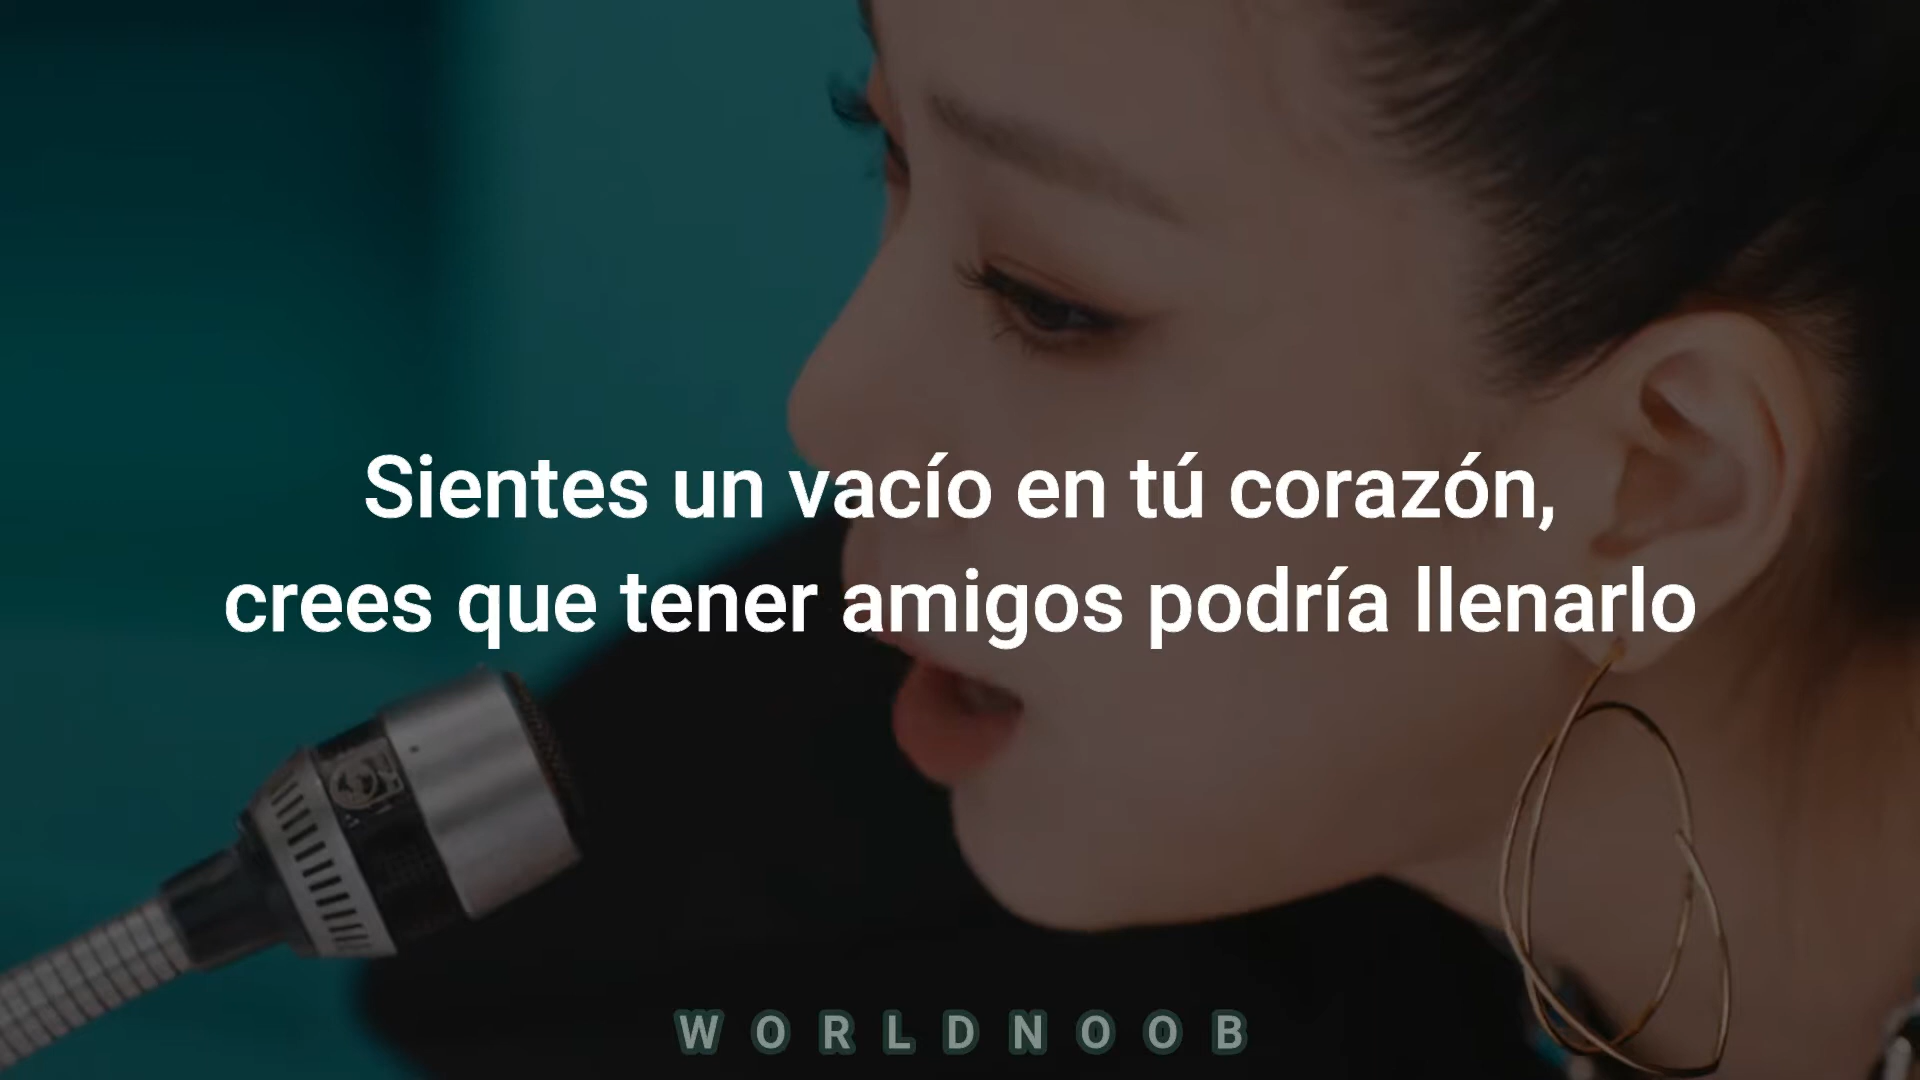 Sientes un vacío en tú corazón,
crees que tener amigos podría llenarlo
WORLDNOOB